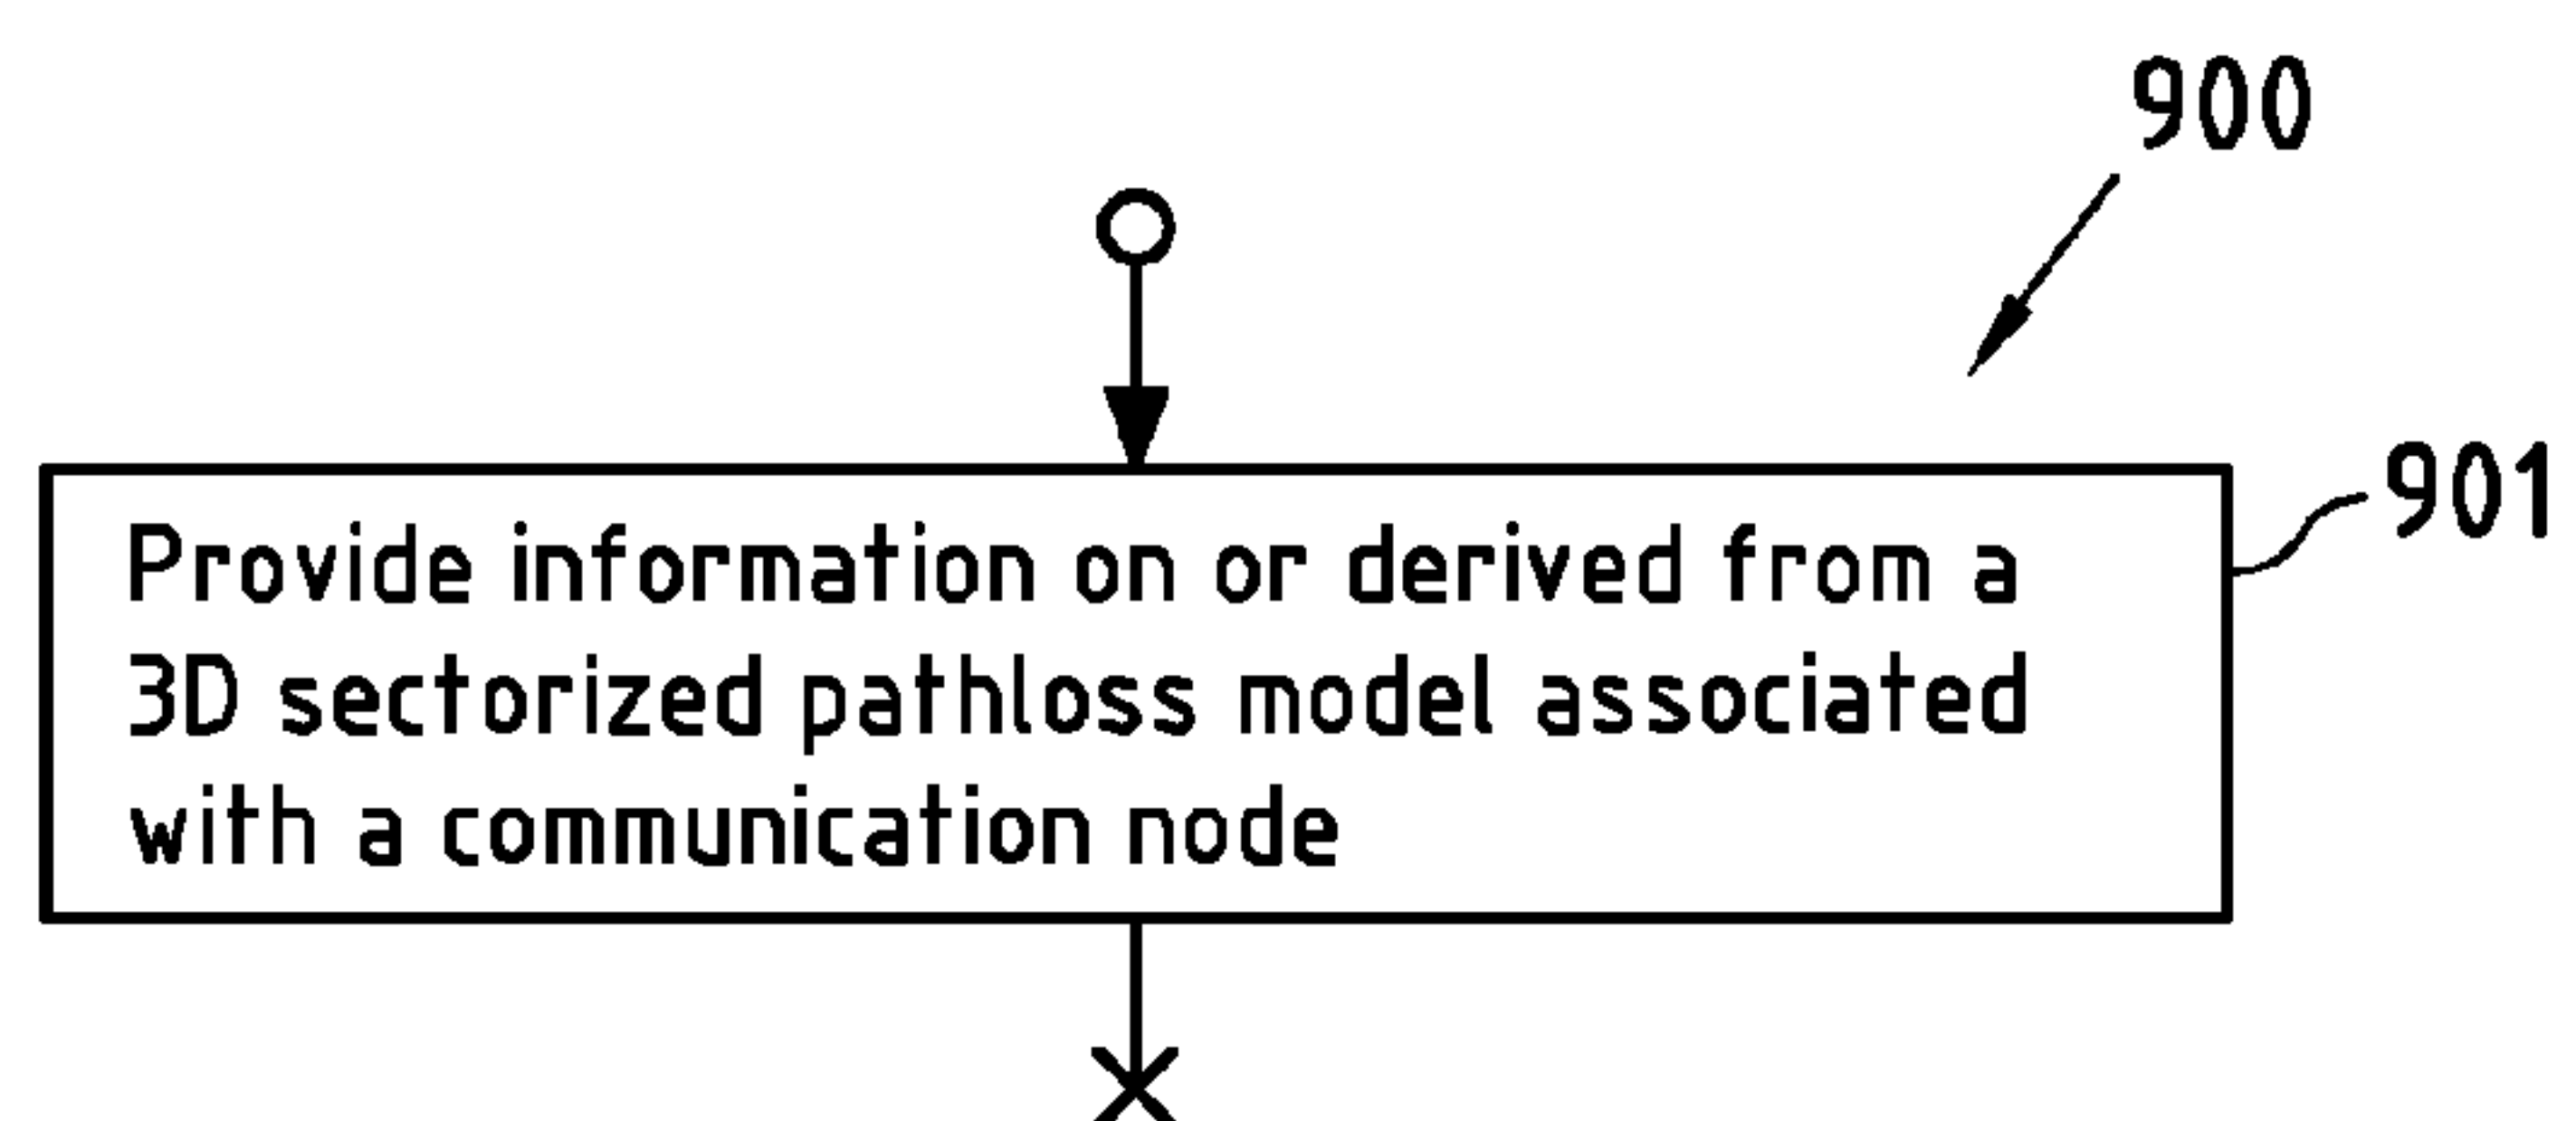 900
901
Provide information on or derived from a
3D sectorized pathloss model associated
with a communication node